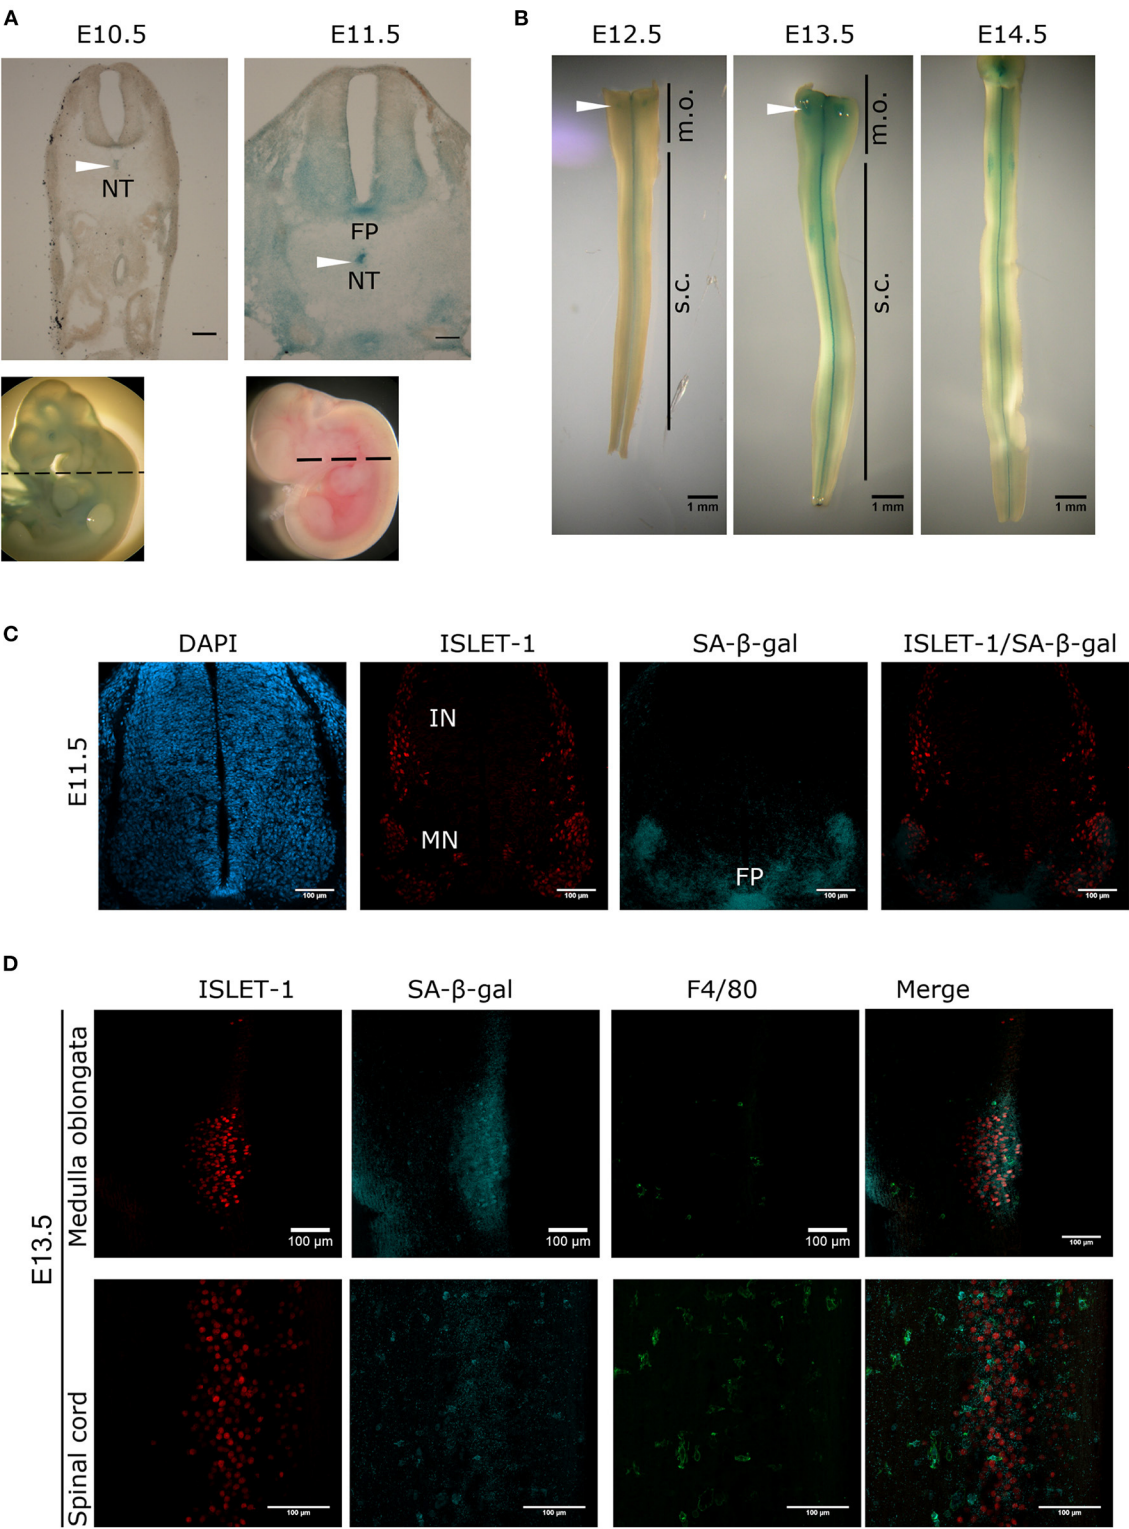 A
E10.5 E11.5
NT
FP
NT
B
E12.5 E13.5 E14.5
m.o.
s.c.
1 mm
m.o.
s.c.
1 mm
1 mm
C
DAPI ISLET-1 SA-β-gal ISLET-1/SA-β-gal
E11.5
IN
MN
FP
100 μm 100 μm 100 μm 100 μm
D
ISLET-1 SA-β-gal F4/80 Merge
E13.5
Medulla oblongata
100 μm 100 μm 100 μm 100 μm
Spinal cord
100 μm 100 μm 100 μm 100 μm